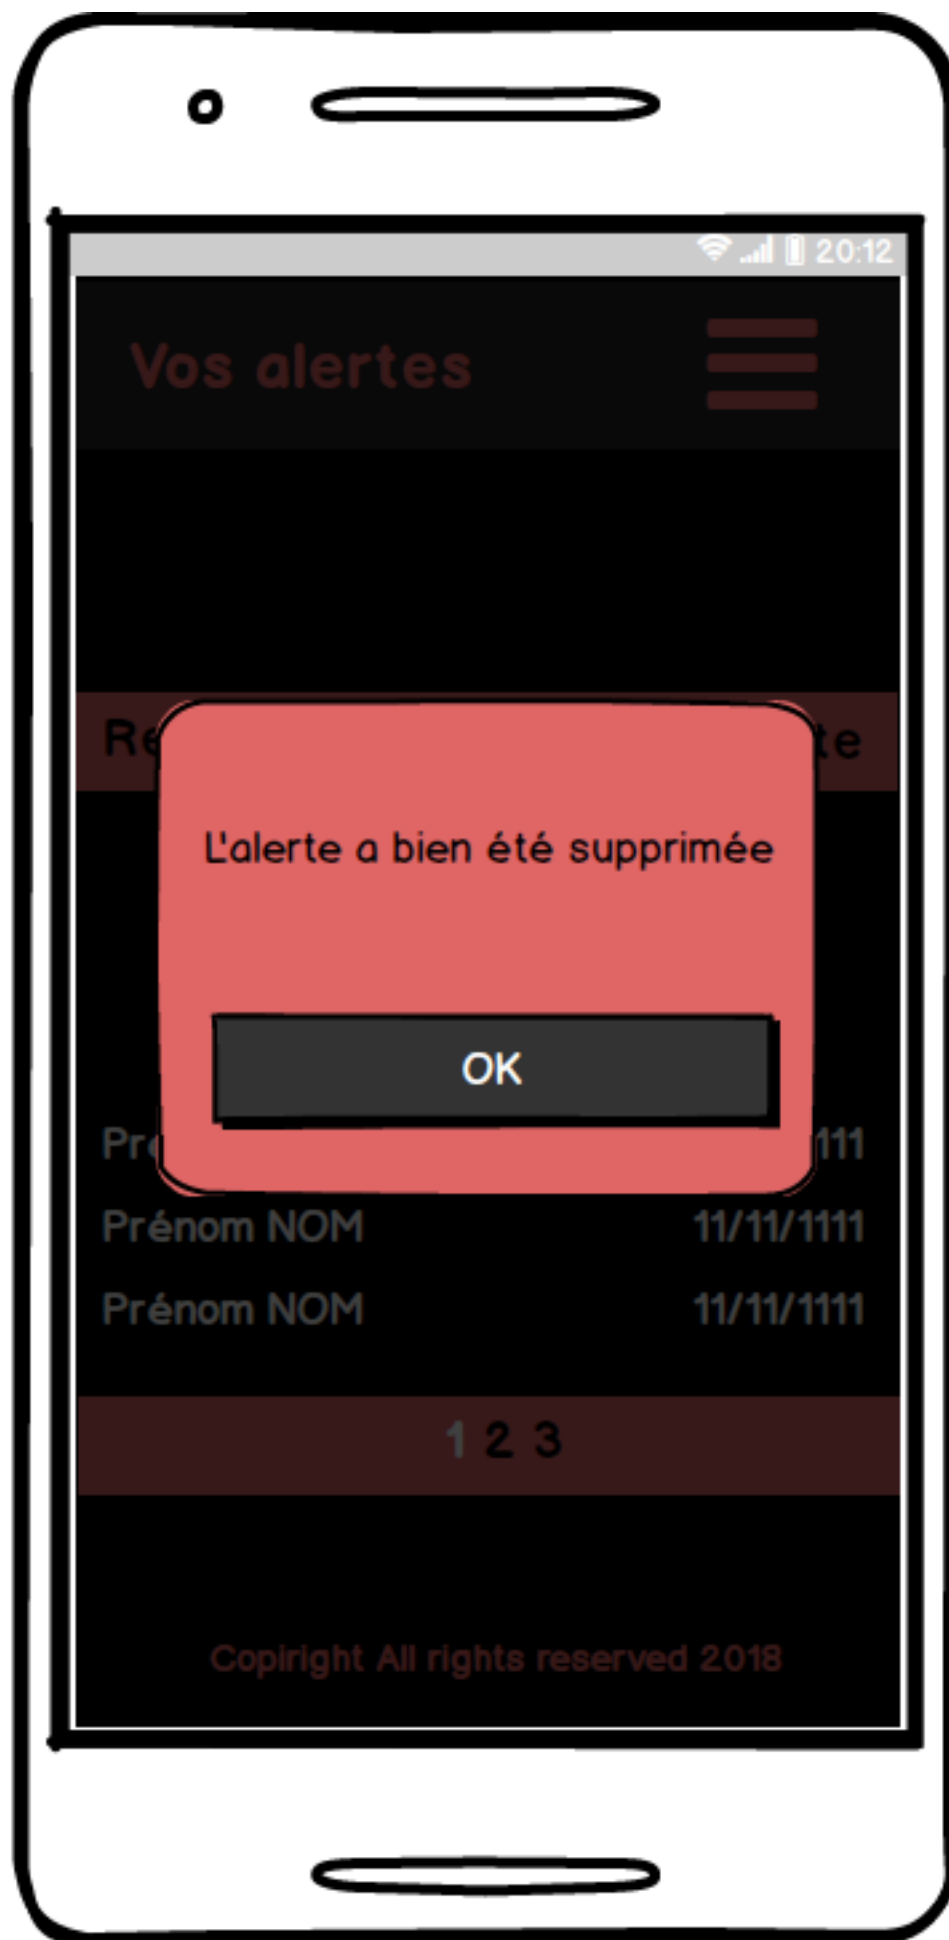 20:12
Vos alertes
L'alerte a bien été supprimée
OK
Prénom NOM 11/11/1111
Prénom NOM 11/11/1111
1 2 3
Copiright All rights reserved 2018